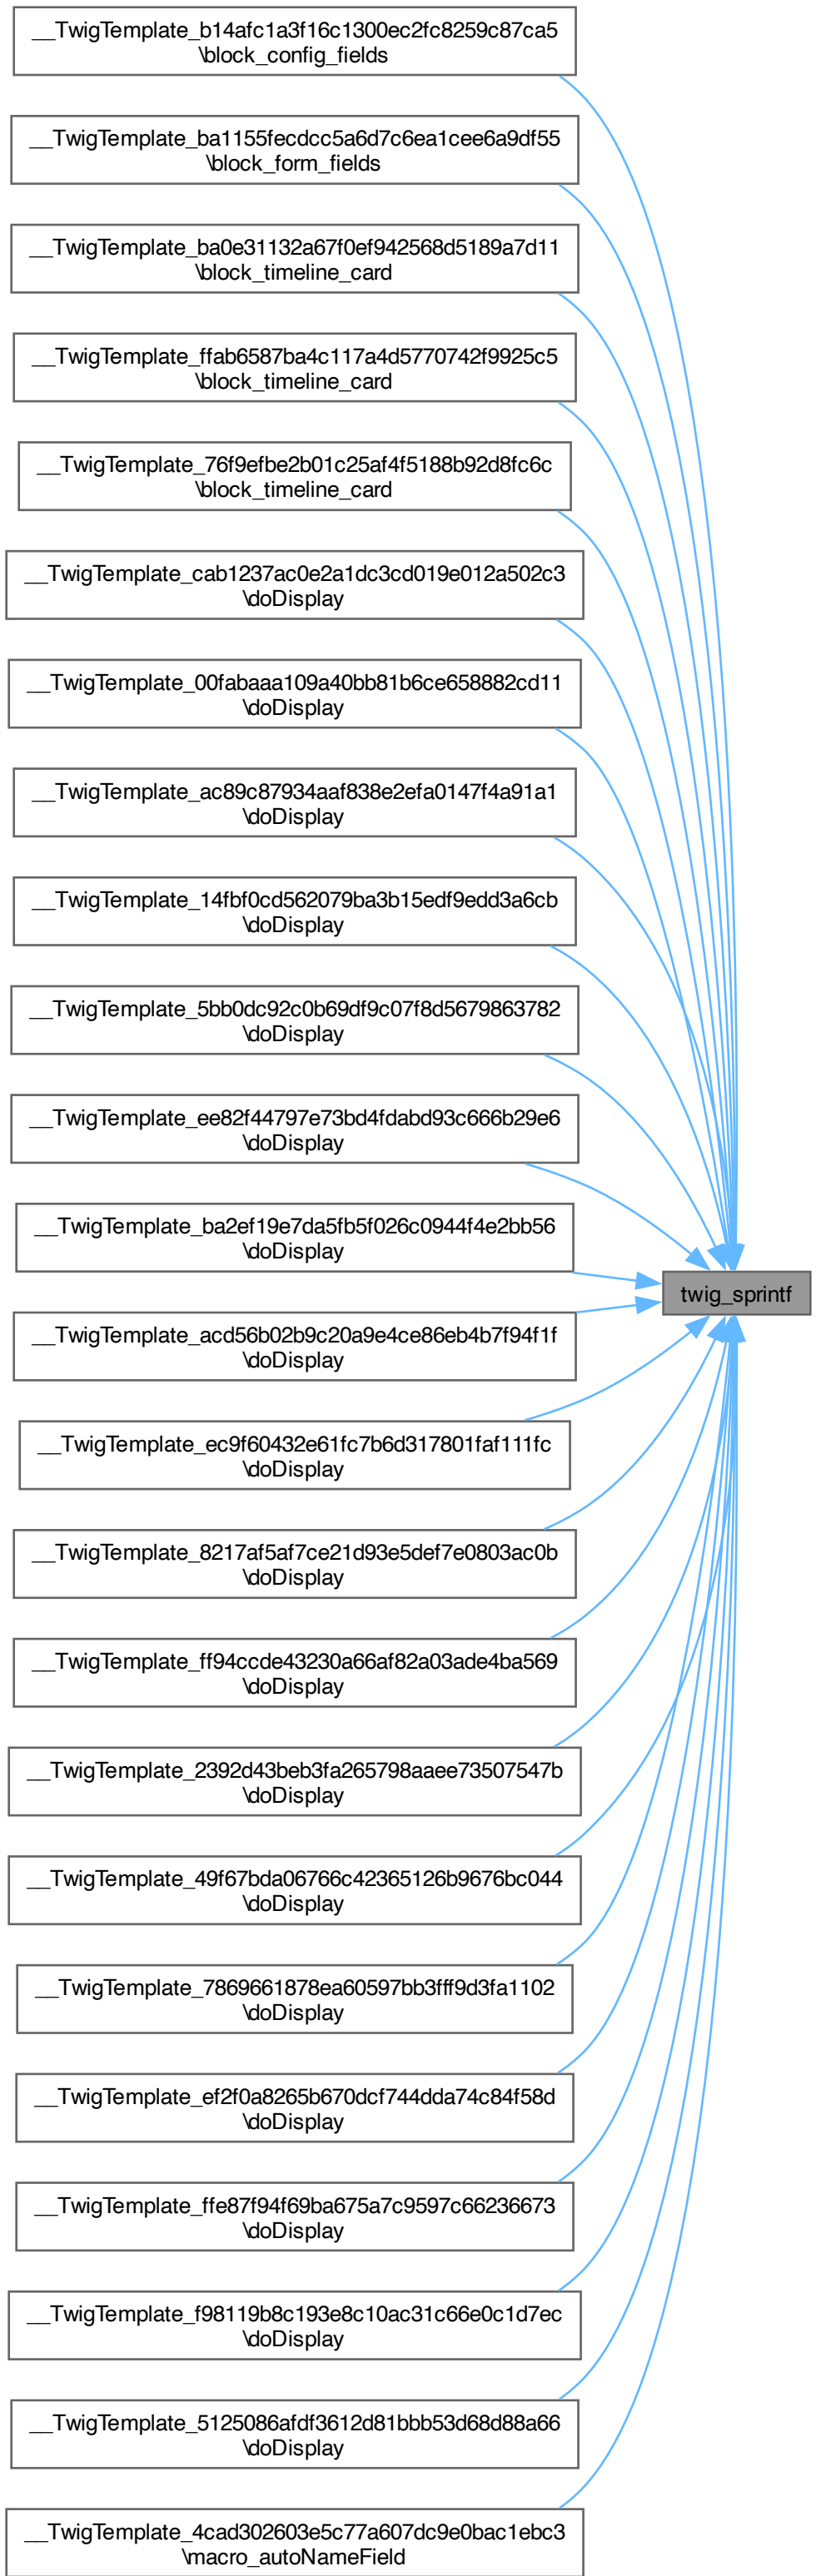 __TwigTemplate_b14afc1a3f16c1300ec2fc8259c87ca5
\block_config_fields
__TwigTemplate_ba1155fecdcc5a6d7c6ea1cee6a9df55
\block_form_fields
__TwigTemplate_ba0e31132a67f0ef942568d5189a7d11
\block_timeline_card
__TwigTemplate_ffab6587ba4c117a4d5770742f9925c5
\block_timeline_card
__TwigTemplate_76f9efbe2b01c25af4f5188b92d8fc6c
\block_timeline_card
__TwigTemplate_cab1237ac0e2a1dc3cd019e012a502c3
\doDisplay
__TwigTemplate_00fabaaa109a40bb81b6ce658882cd11
\doDisplay
__TwigTemplate_ac89c87934aaf838e2efa0147f4a91a1
\doDisplay
__TwigTemplate_14fbf0cd562079ba3b15edf9edd3a6cb
\doDisplay
__TwigTemplate_5bb0dc92c0b69df9c07f8d5679863782
\doDisplay
__TwigTemplate_ee82f44797e73bd4fdabd93c666b29e6
\doDisplay
__TwigTemplate_ba2ef19e7da5fb5f026c0944f4e2bb56
\doDisplay
twig_sprintf
__TwigTemplate_acd56b02b9c20a9e4ce86eb4b7f94f1f
\doDisplay
__TwigTemplate_ec9f60432e61fc7b6d317801faf111fc
\doDisplay
__TwigTemplate_8217af5af7ce21d93e5def7e0803ac0b
\doDisplay
__TwigTemplate_ff94ccde43230a66af82a03ade4ba569
\doDisplay
__TwigTemplate_2392d43beb3fa265798aaee73507547b
\doDisplay
__TwigTemplate_49f67bda06766c42365126b9676bc044
\doDisplay
__TwigTemplate_7869661878ea60597bb3fff9d3fa1102
\doDisplay
__TwigTemplate_ef2f0a8265b670dcf744dda74c84f58d
\doDisplay
__TwigTemplate_ffe87f94f69ba675a7c9597c66236673
\doDisplay
__TwigTemplate_f98119b8c193e8c10ac31c66e0c1d7ec
\doDisplay
__TwigTemplate_5125086afdf3612d81bbb53d68d88a66
\doDisplay
__TwigTemplate_4cad302603e5c77a607dc9e0bac1ebc3
\macro_autoNameField